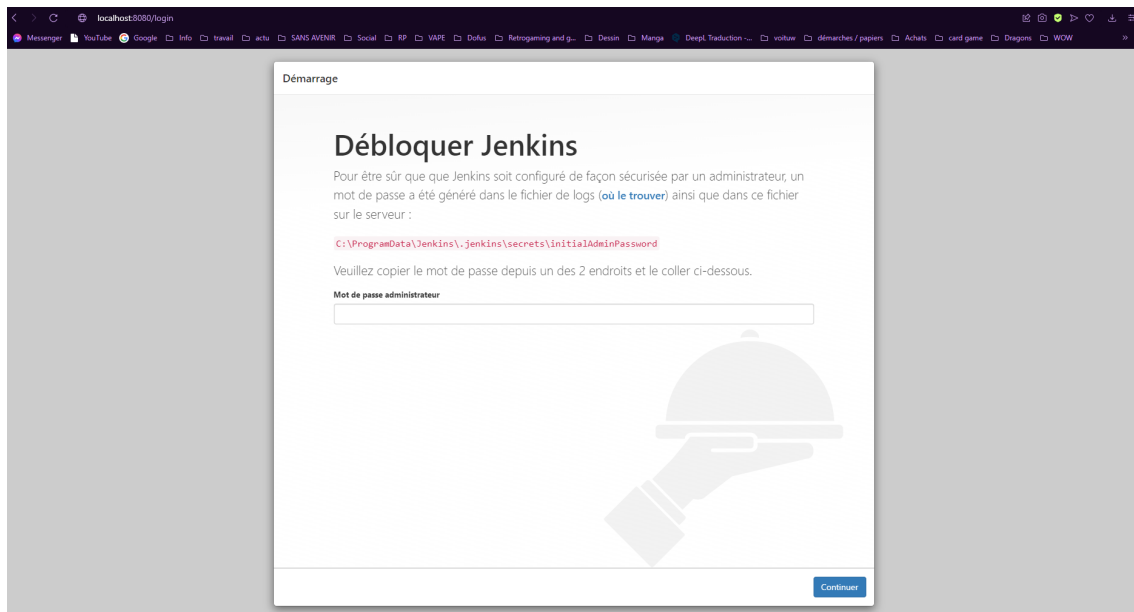 localhost:8080/login
Messenger YouTube Google Info travail actu SANS AVENIR Social RP VAPE Dofus Retrogaming and g... Dessin Manga DeepL Traduction -... voituw démarches / papiers Achats card game Dragons WOW »
Démarrage
Débloquer Jenkins
Pour être sûr que que Jenkins soit configuré de façon sécurisée par un administrateur, un
mot de passe a été généré dans le fichier de logs (où le trouver) ainsi que dans ce fichier
sur le serveur :
C:\ProgramData\Jenkins\.jenkins\secrets\initialAdminPassword
Veuillez copier le mot de passe depuis un des 2 endroits et le coller ci-dessous.
Mot de passe administrateur
Continuer